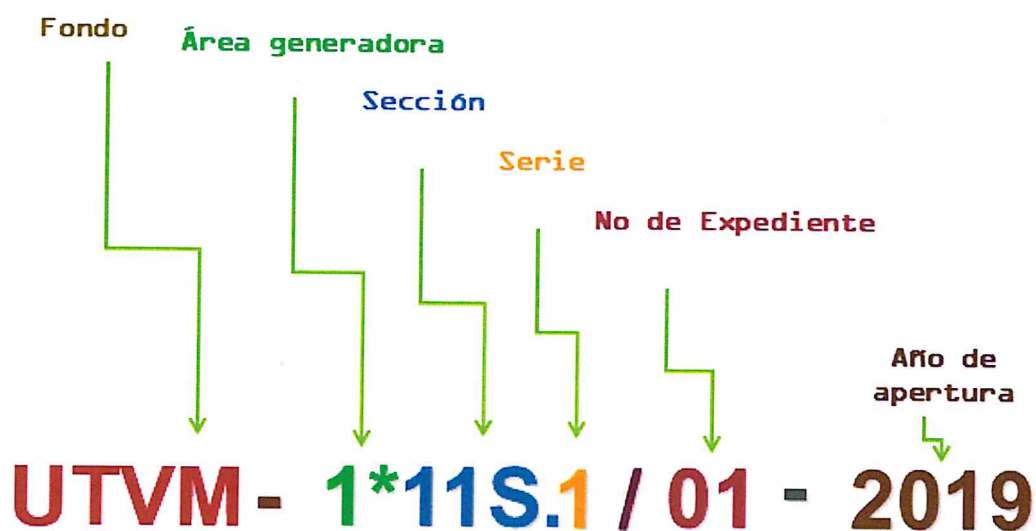 Fondo
Área generadora
Sección
Serie
No de Expediente
Año de
apertura
UTVM - 1*11S.1 / 01 - 2019